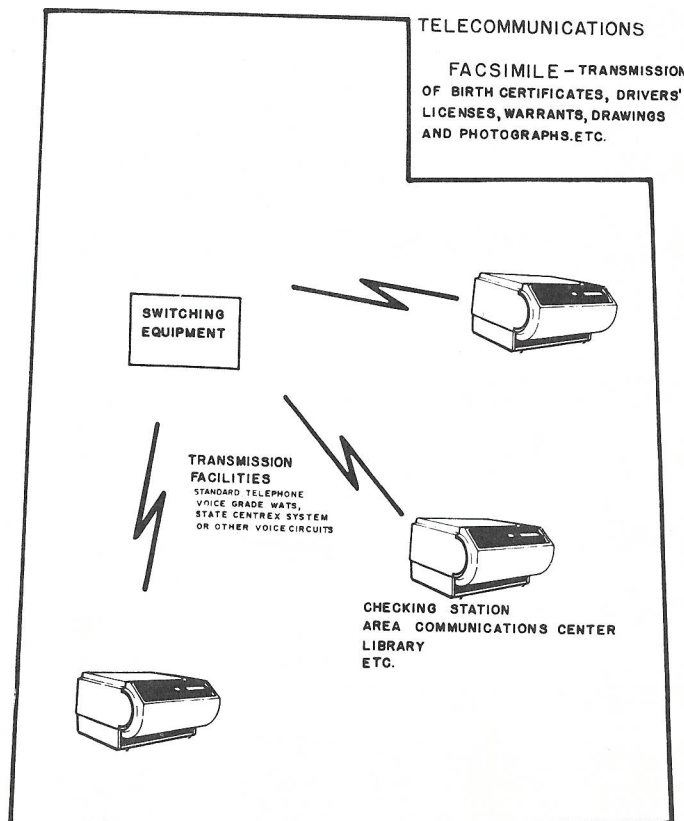 TELECOMMUNICATIONS
FACSIMILE – TRANSMISSION
OF BIRTH CERTIFICATES, DRIVERS'
LICENSES, WARRANTS, DRAWINGS
AND PHOTOGRAPHS.ETC.
SWITCHING
EQUIPMENT
TRANSMISSION
FACILITIES
STANDARD TELEPHONE
VOICE GRADE WATS,
STATE CENTREX SYSTEM
OR OTHER VOICE CIRCUITS
CHECKING STATION
AREA COMMUNICATIONS CENTER
LIBRARY
ETC.